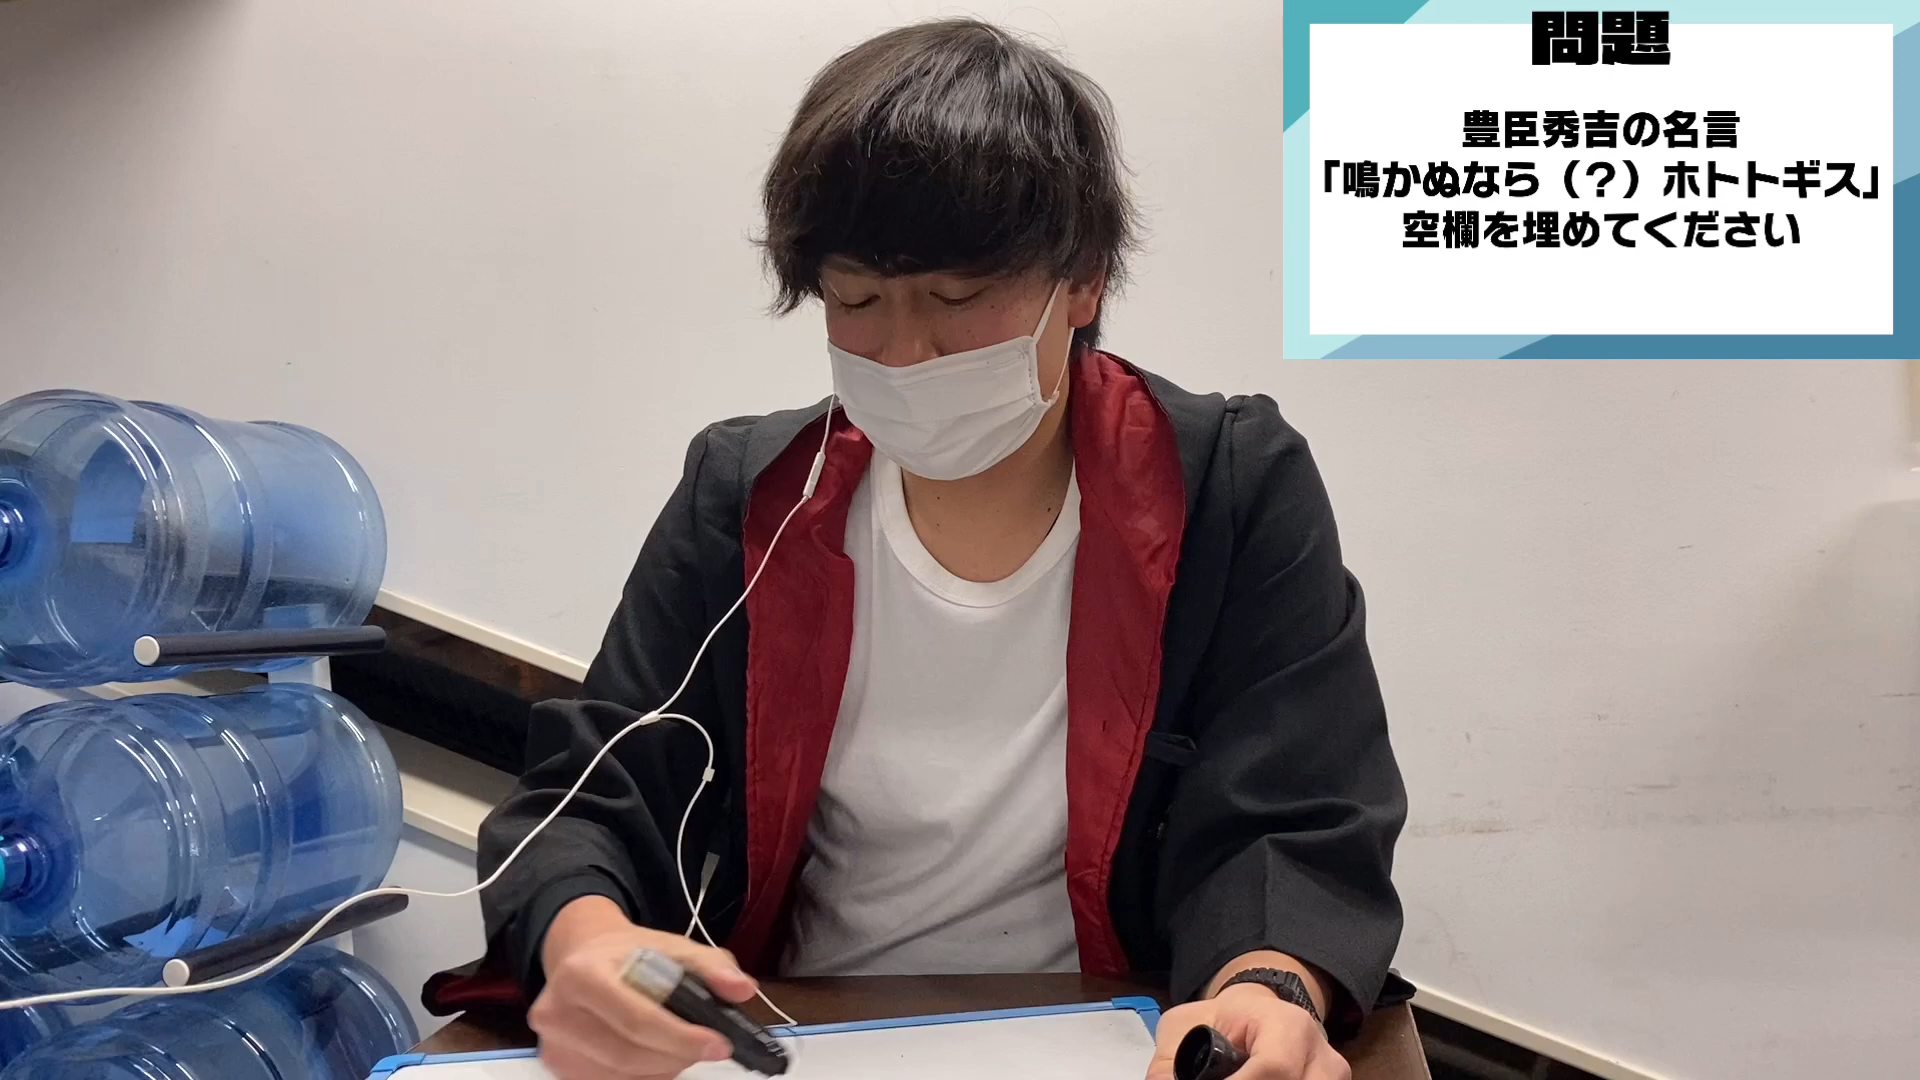 問題
豊臣秀吉の名言
「鳴かぬなら（？）ホトトギス」
空欄を埋めてください